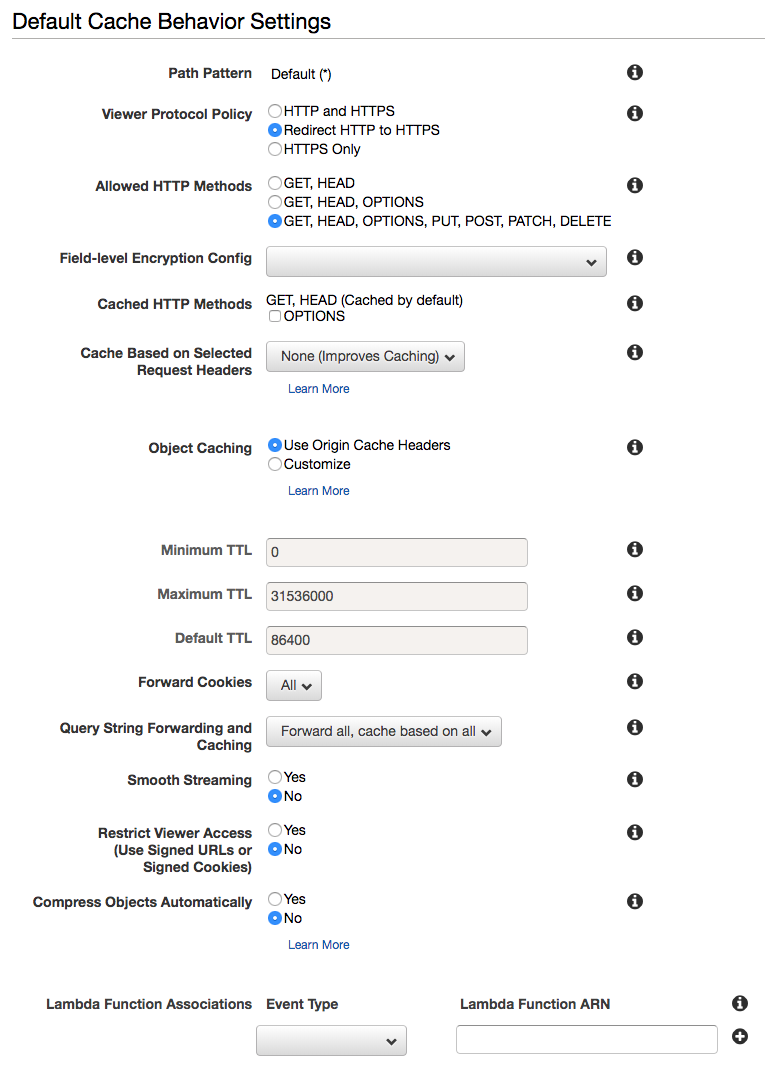 Default Cache Behavior Settings
Path Pattern Default (*)
Viewer Protocol Policy HTTP and HTTPS
Redirect HTTP to HTTPS
HTTPS Only
Allowed HTTP Methods GET, HEAD
GET, HEAD, OPTIONS
GET, HEAD, OPTIONS, PUT, POST, PATCH, DELETE
Field-level Encryption Config
Cached HTTP Methods GET, HEAD (Cached by default)
OPTIONS
Cache Based on Selected
Request Headers
None (Improves Caching)
Learn More
Object Caching Use Origin Cache Headers
Customize
Learn More
Minimum TTL 0
Maximum TTL 31536000
Default TTL 86400
Forward Cookies All
Query String Forwarding and
Caching
Forward all, cache based on all
Smooth Streaming Yes
No
Restrict Viewer Access
(Use Signed URLs or
Signed Cookies)
Yes
No
Compress Objects Automatically Yes
No
Learn More
Lambda Function Associations Event Type Lambda Function ARN